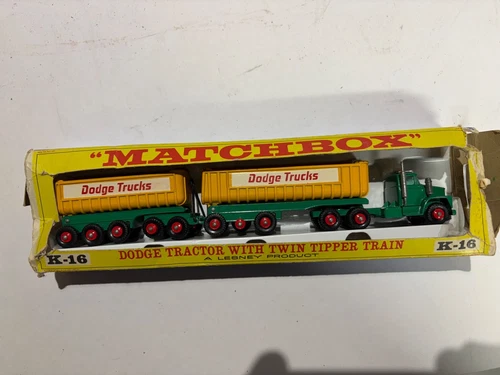 "MATCHBOX"
Dodge Trucks
Dodge Trucks
K-16
DODGE TRACTOR WITH TWIN TIPPER TRAIN
K-16
A LESNEY PRODUCT